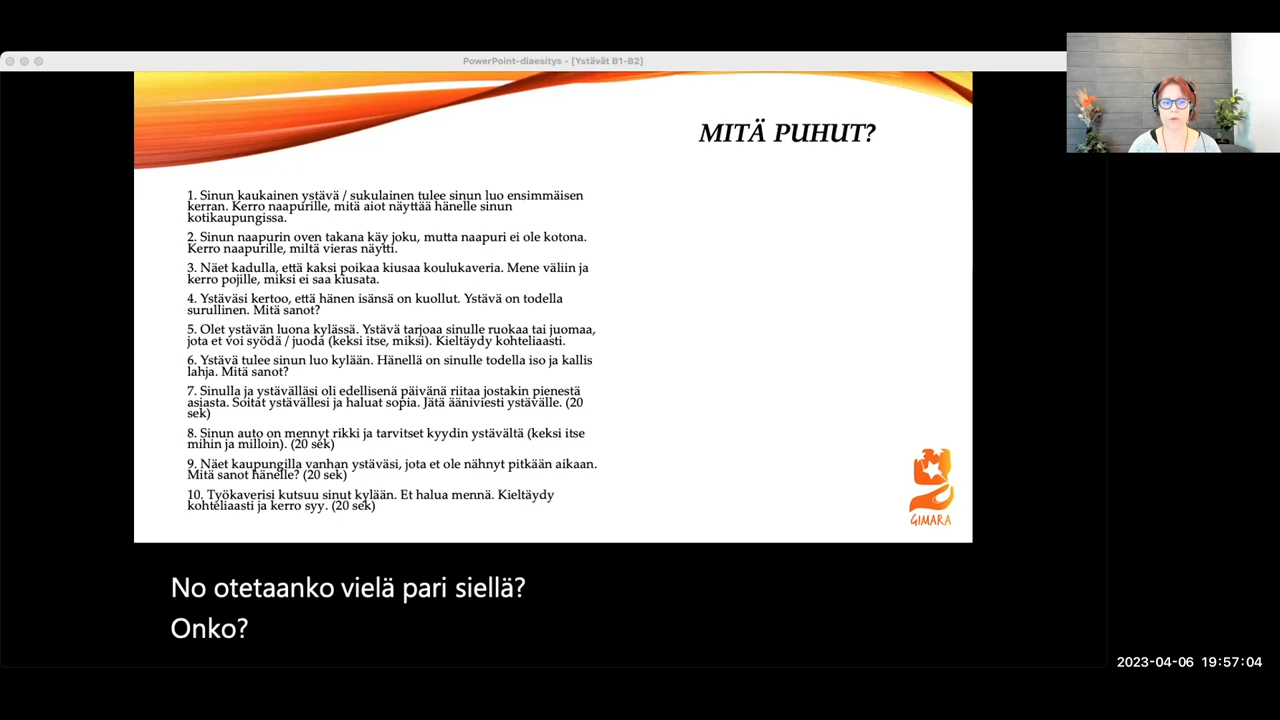 PowerPoint-diaesitys - [Ystävät B1-B2]
MITÄ PUHUT?
1. Sinun kaukainen ystävä / sukulainen tulee sinun luo ensimmäisen
kerran. Kerro naapurille, mitä aiot näyttää hänelle sinun
kotikaupungissa.
2. Sinun naapurin oven takana käy joku, mutta naapuri ei ole kotona.
Kerro naapurille, miltä vieras näytti.
3. Näet kadulla, että kaksi poikaa kiusaa koulukaveria. Mene väliin ja
kerro pojille, miksi ei saa kiusata.
4. Ystäväsi kertoo, että hänen isänsä on kuollut. Ystävä on todella
surullinen. Mitä sanot?
5. Olet ystävän luona kylässä. Ystävä tarjoaa sinulle ruokaa tai juomaa,
jota et voi syödä / juoda (keksi itse, miksi). Kieltäydy kohteliaasti.
6. Ystävä tulee sinun luo kylään. Hänellä on sinulle todella iso ja kallis
lahja. Mitä sanot?
7. Sinulla ja ystävälläsi oli edellisenä päivänä riitaa jostakin pienestä
asiasta. Soitat ystävällesi ja haluat sopia. Jätä ääniviesti ystävälle. (20
sek)
8. Sinun auto on mennyt rikki ja tarvitset kyydin ystävältä (keksi itse
mihin ja milloin). (20 sek)
9. Näet kaupungilla vanhan ystäväsi, jota et ole nähnyt pitkään aikaan.
Mitä sanot hänelle? (20 sek)
10. Työkaverisi kutsuu sinut kylään. Et halua mennä. Kieltäydy
kohteliaasti ja kerro syy. (20 sek)
GIMARA
No otetaanko vielä pari siellä?
Onko?
2023-04-06 19:57:04